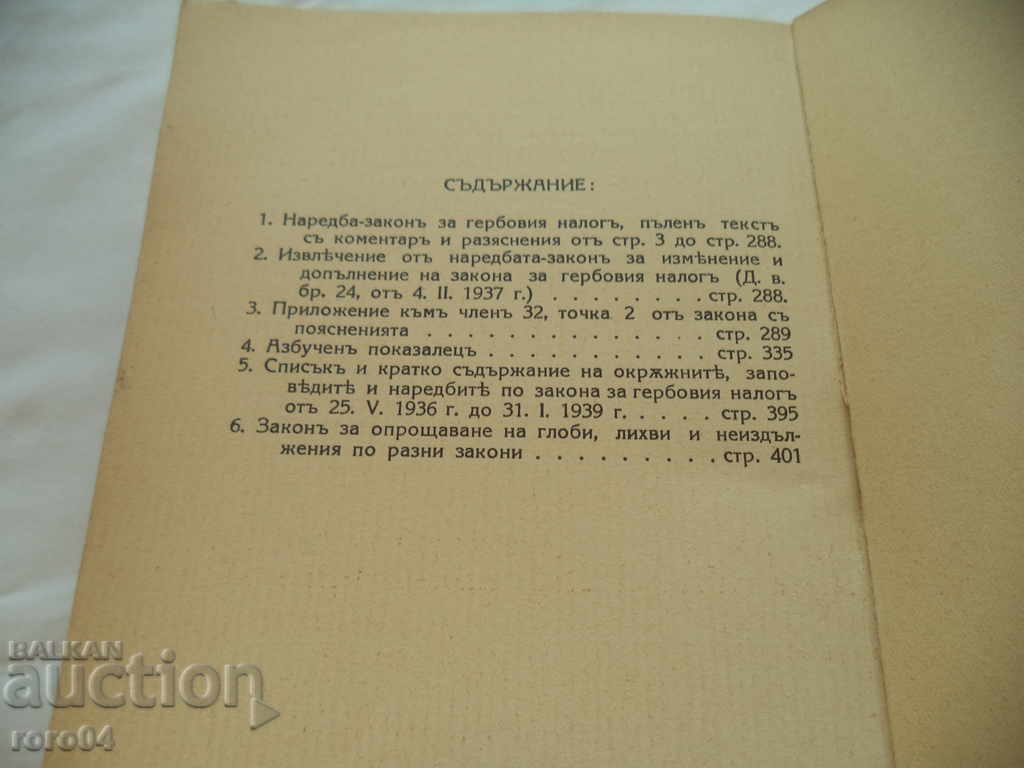 СЪДЪРЖАНИЕ:
1. Наредба-законъ за гербовия налогъ, пъленъ текстъ
съ коментаръ и разяснения отъ стр. 3 до стр. 288.
2. Извлѣчение отъ наредбата-законъ за измѣнение и
допълнение на закона за гербовия налогъ (Д. в.
бр. 24, отъ 4. II. 1937 г.) . . . . . . . . стр. 288.
3. Приложение къмъ членъ 32, точка 2 отъ закона съ
поясненията . . . . . . . . . . . . . стр. 289
4. Азбученъ показалецъ . . . . . . . . . . . стр. 335
5. Списъкъ и кратко съдържание на окрѫжнитѣ, запо-
вѣдитѣ и наредбитѣ по закона за гербовия налогъ
отъ 25. V. 1936 г. до 31. I. 1939 г. . . . . стр. 395
6. Законъ за опрощаване на глоби, лихви и неиздъл-
жения по разни закони . . . . . . . . . стр. 401
BALKAN
auction
roro04